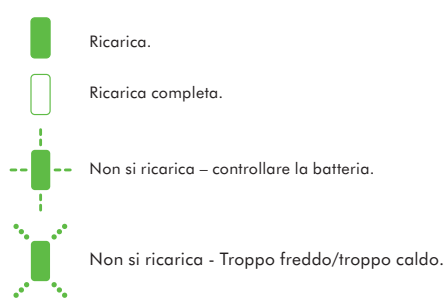 Ricarica.
Ricarica completa.
Non si ricarica – controllare la batteria.
Non si ricarica - Troppo freddo/troppo caldo.